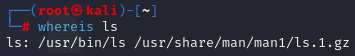 ┌──(root㉿kali)-[~]
└─# whereis ls
ls: /usr/bin/ls /usr/share/man/man1/ls.1.gz